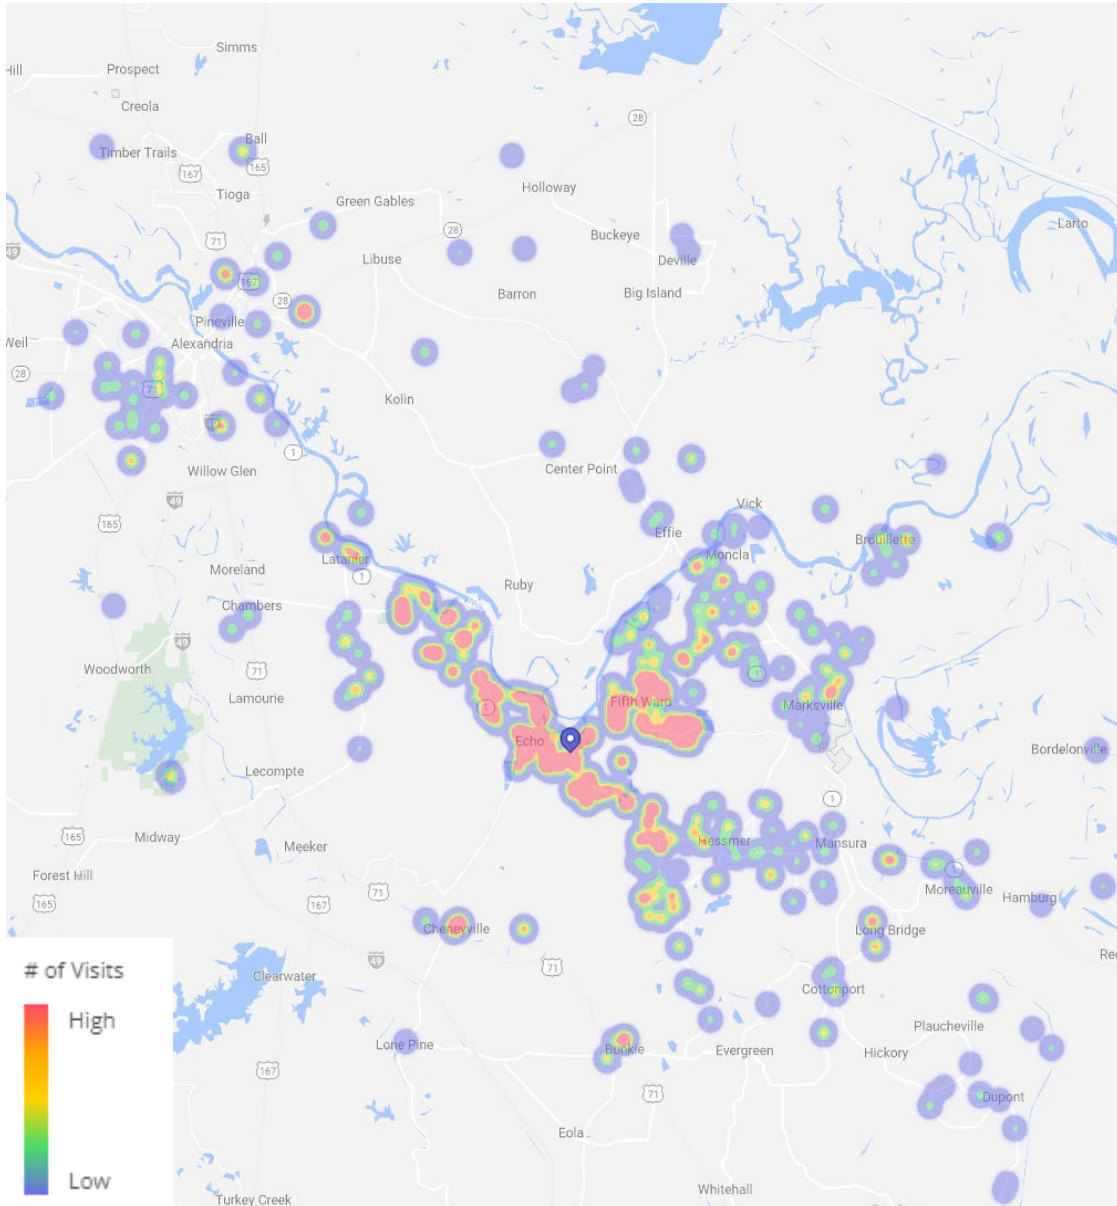 Simms
Hill
Prospect
Creola
28
Ball
Timber Trails
167
165
Holloway
Tioga
Green Gables
Larto
28
71
Buckeye
49
Libuse
Deville
167
Barron
Big Island
28
Pineville
Weil
Alexandria
28
71
Kolin
49
1
Willow Glen
Center Point
49
Vick
165
Effie
Brouillette
Latanier
Moncla
Moreland
1
Ruby
Chambers
49
Woodworth
71
1
Lamourie
Fifth Ward
Marksville
1
Echo
Bordelonville
Lecompte
1
165
Midway
Hessmer
Mansura
Meeker
1
Forest Hill
71
Moreauville
Hamburg
165
167
Cheneyville
Long Bridge
49
71
# of Visits
Clearwater
High
Cottonport
Plaucheville
Lone Pine
Bunkie
Evergreen
Hickory
167
71
Dupont
Eola
Low
Whitehall
Turkey Creek